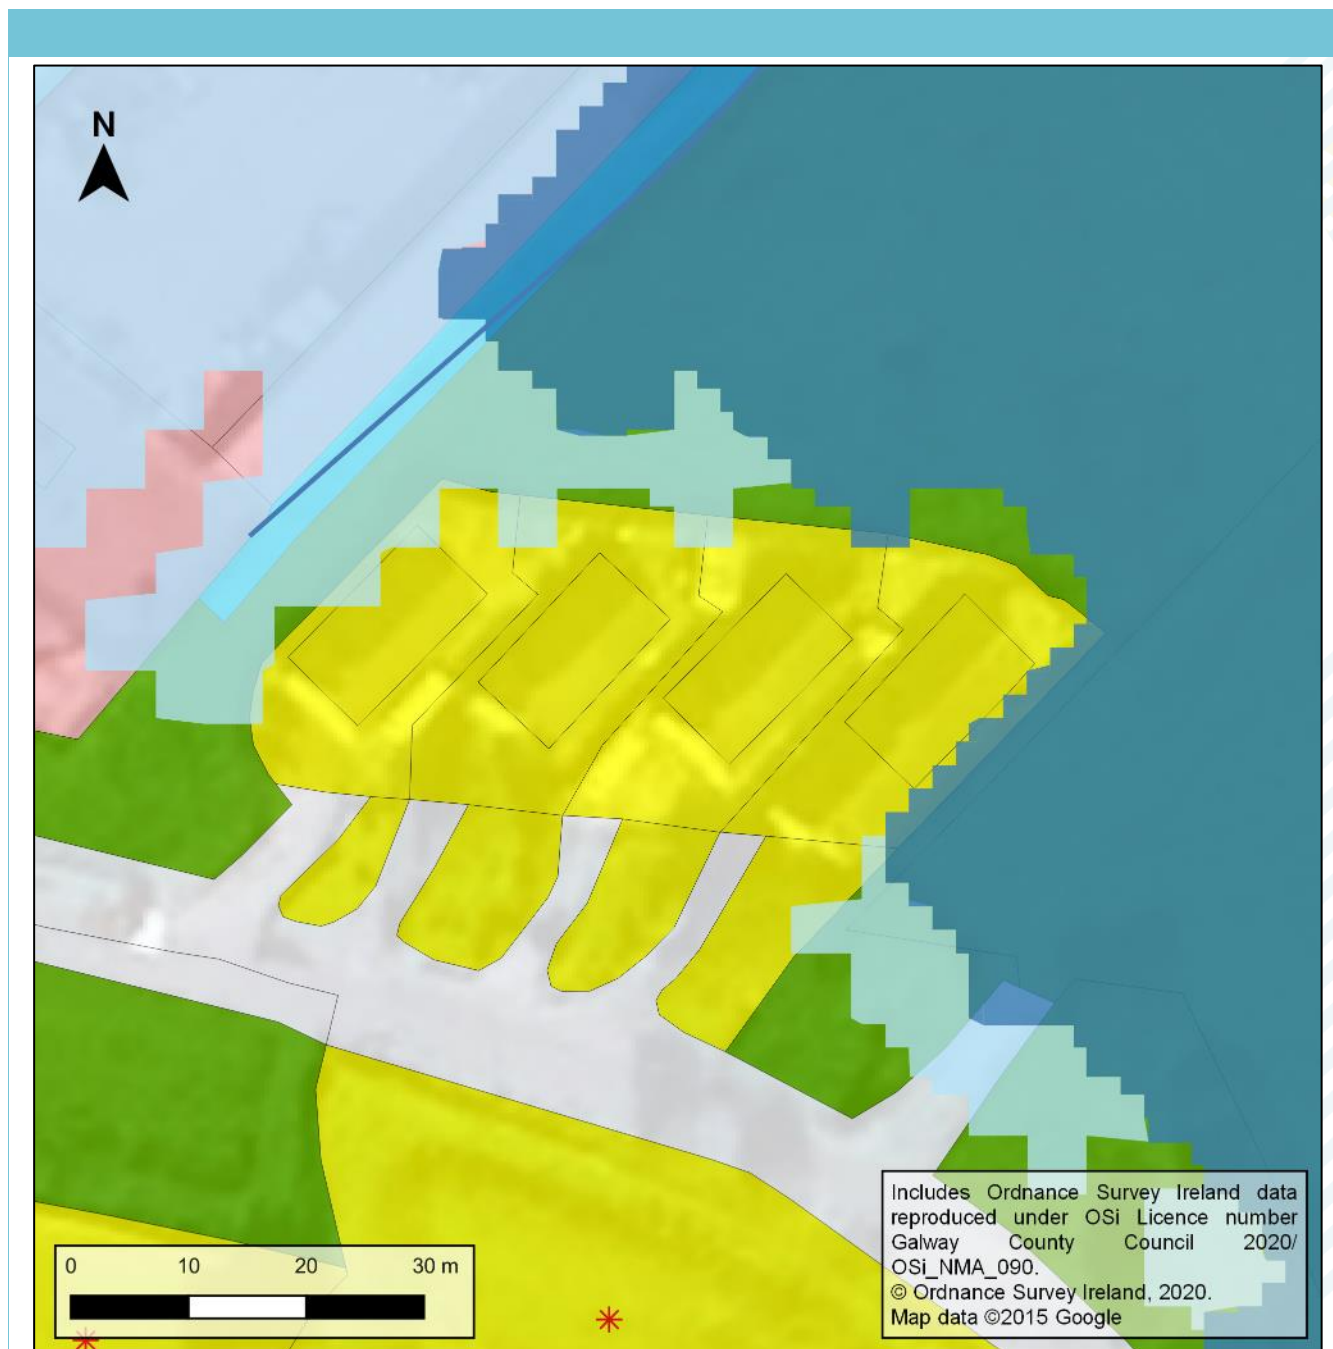 N
0 10 20 30 m
Includes Ordnance Survey Ireland data
reproduced under OSi Licence number
Galway County Council 2020/
OSi_NMA_090.
© Ordnance Survey Ireland, 2020.
Map data ©2015 Google